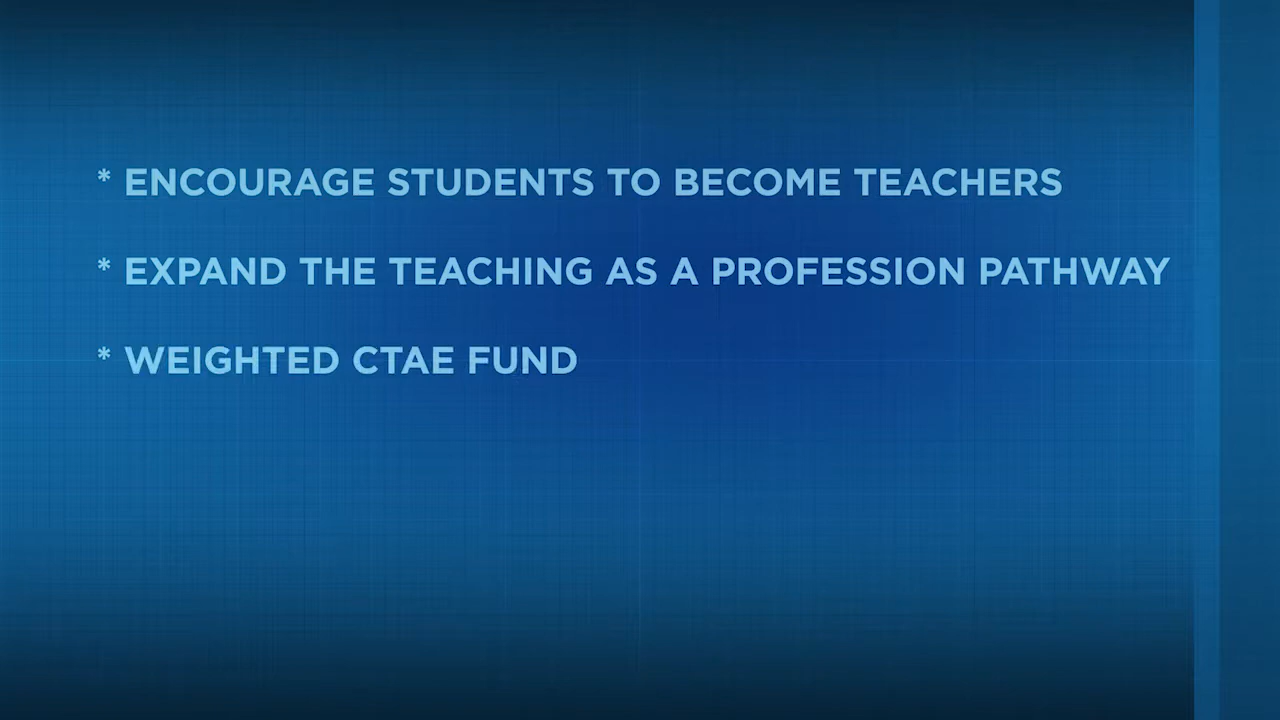 * ENCOURAGE STUDENTS TO BECOME TEACHERS
* EXPAND THE TEACHING AS A PROFESSION PATHWAY
* WEIGHTED CTAE FUND